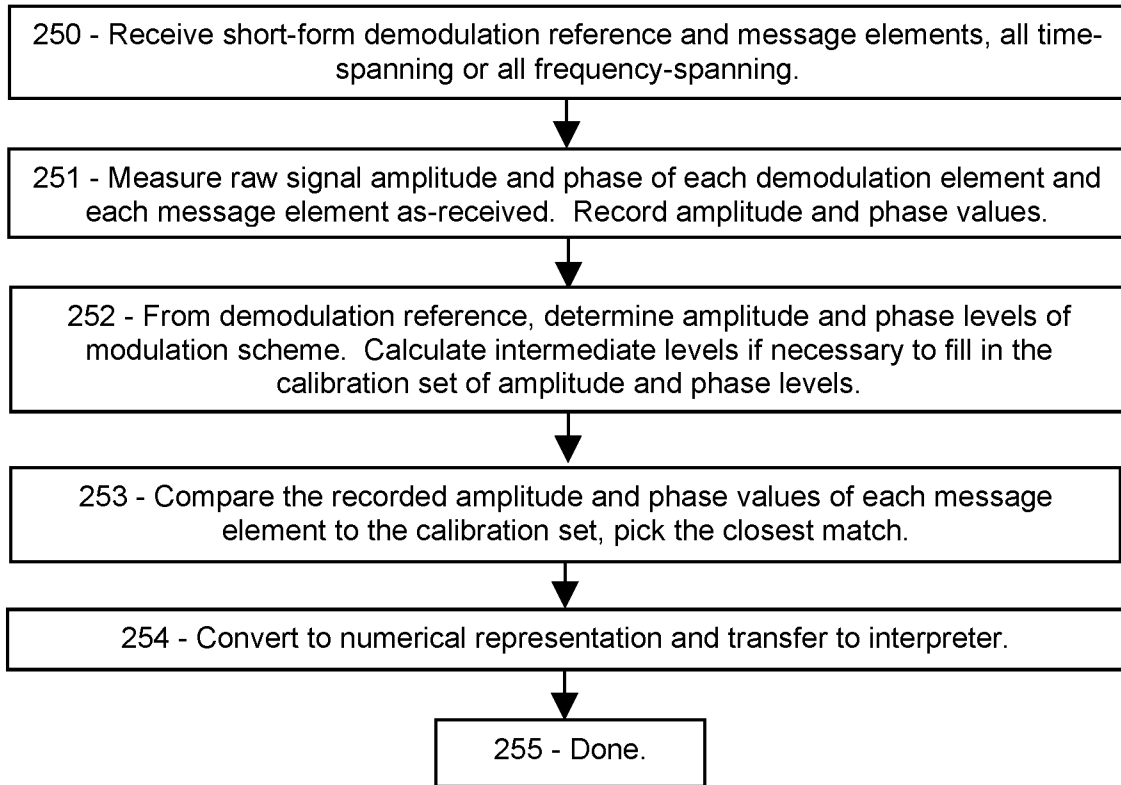 250 - Receive short-form demodulation reference and message elements, all time-
spanning or all frequency-spanning.
251 - Measure raw signal amplitude and phase of each demodulation element and
each message element as-received.  Record amplitude and phase values.
252 - From demodulation reference, determine amplitude and phase levels of
modulation scheme.  Calculate intermediate levels if necessary to fill in the
calibration set of amplitude and phase levels.
253 - Compare the recorded amplitude and phase values of each message
element to the calibration set, pick the closest match.
254 - Convert to numerical representation and transfer to interpreter.
255 - Done.